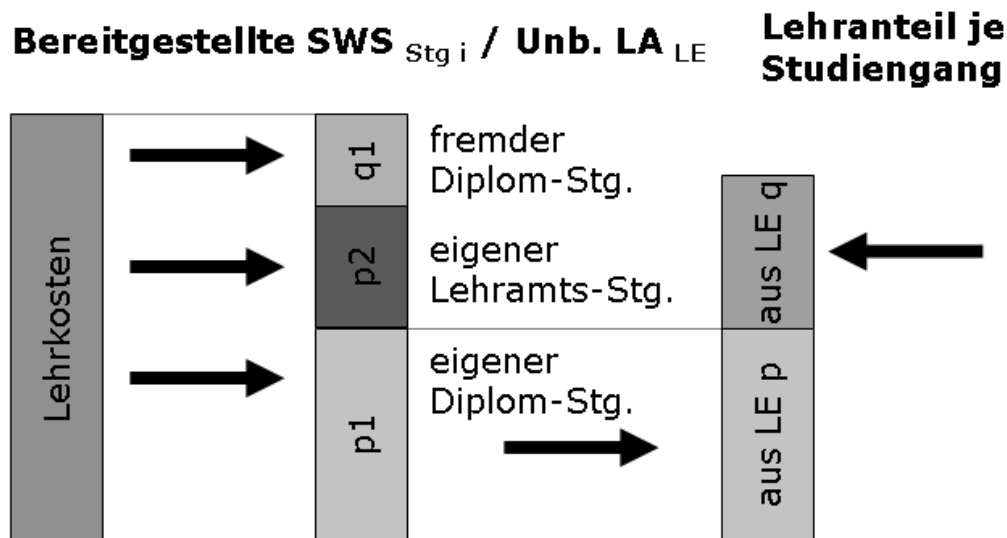 Bereitgestellte SWS Stg i / Unb. LA LE
Lehranteil je
Studiengang
Lehrkosten
q1
fremder
Diplom-Stg.
p2
eigener
Lehramts-Stg.
p1
eigener
Diplom-Stg.
aus LE q
aus LE p